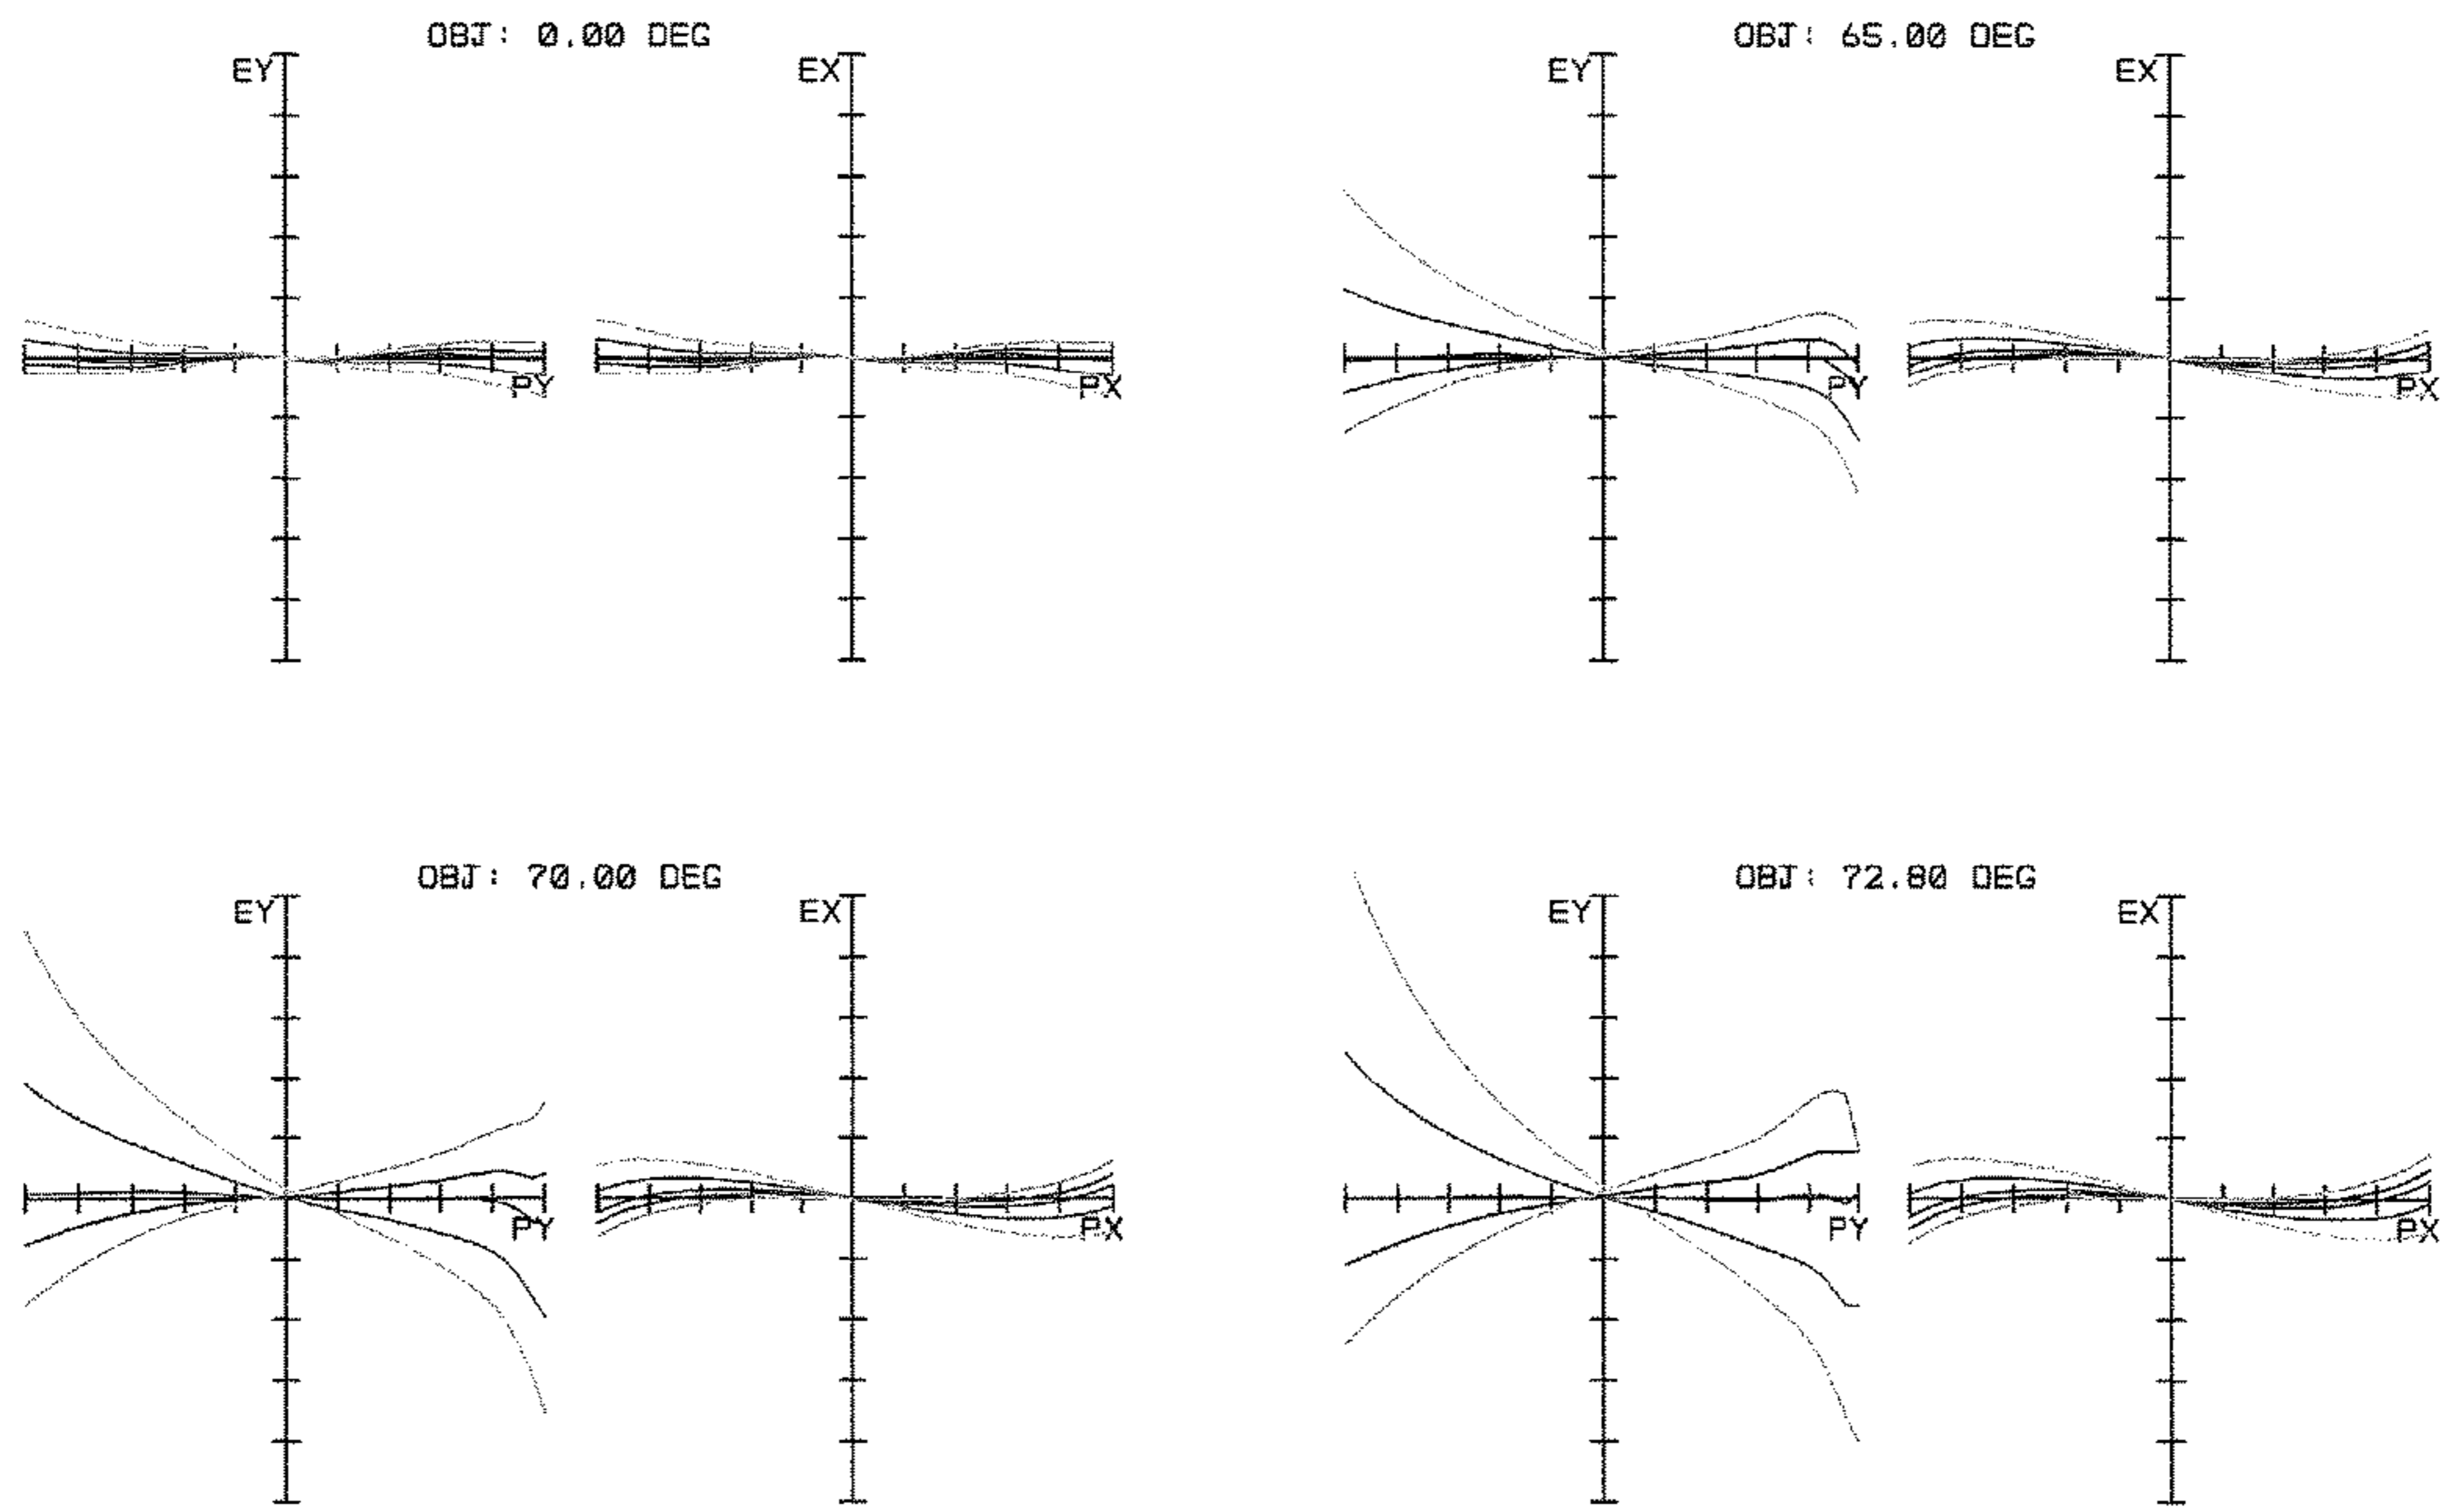 OBJ: 0.00 DEG
EY
EX
PY
PX
OBJ: 65.00 DEG
EY
EX
PY
PX
OBJ: 70.00 DEG
EY
EX
PY
PX
OBJ: 72.80 DEG
EY
EX
PY
PX